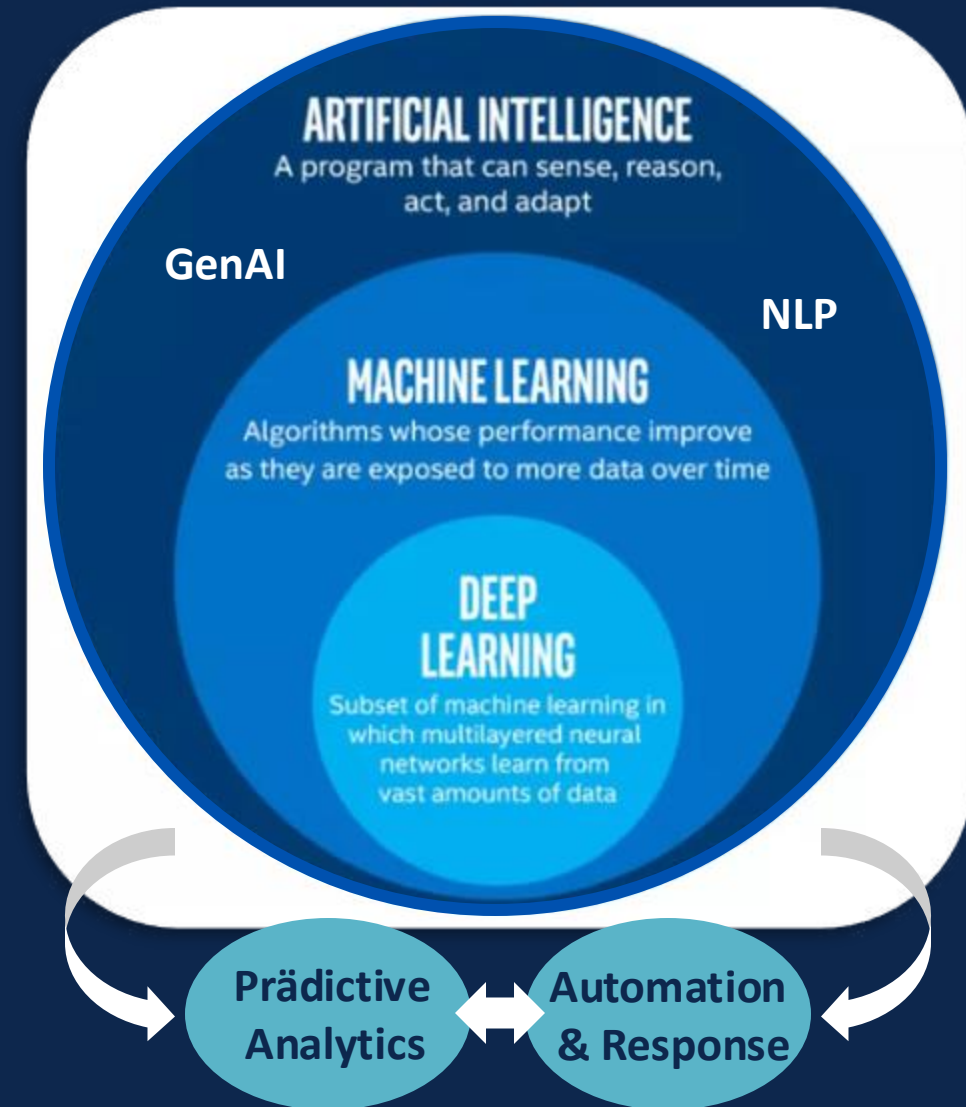 ARTIFICIAL INTELLIGENCE
A program that can sense, reason,
act, and adapt
GenAI
NLP
MACHINE LEARNING
Algorithms whose performance improve
as they are exposed to more data over time
DEEP
LEARNING
Subset of machine learning in
which multilayered neural
networks learn from
vast amounts of data
Prädictive
Analytics
Automation
& Response